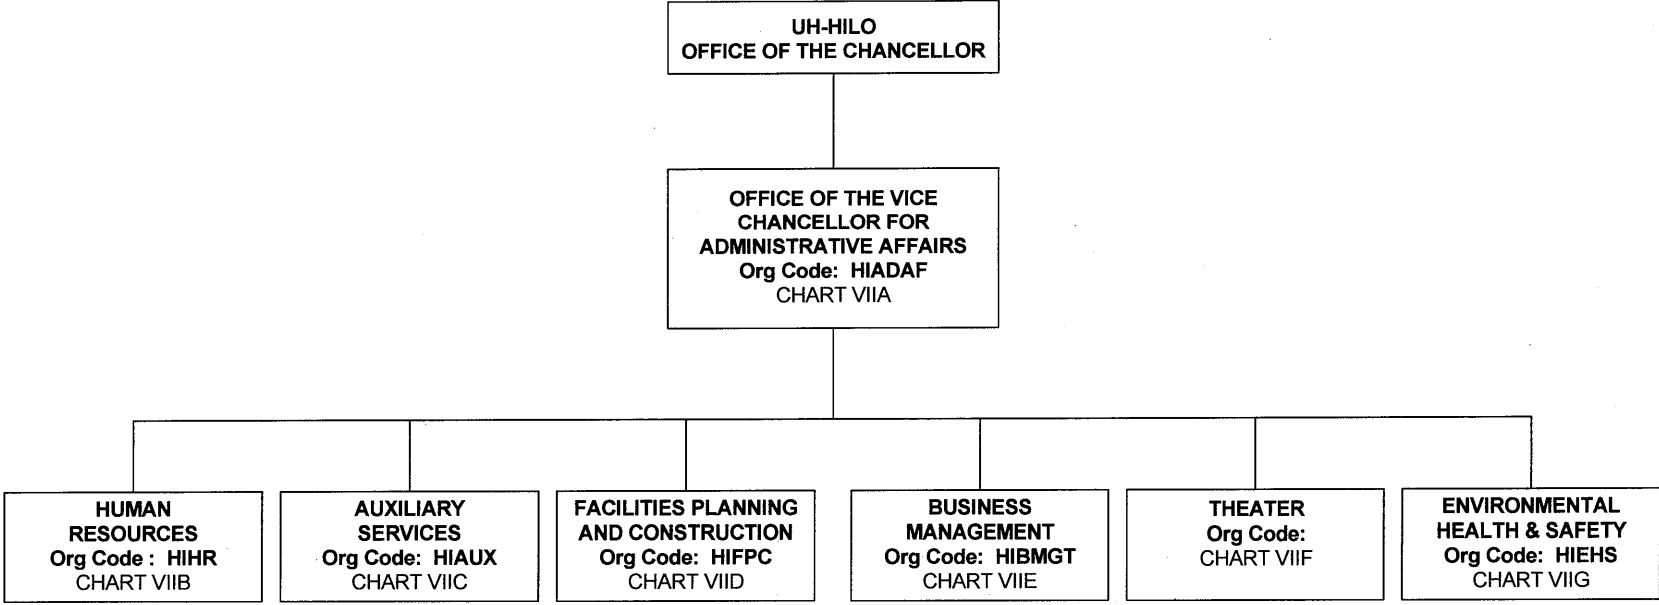 UH-HILO
OFFICE OF THE CHANCELLOR
OFFICE OF THE VICE
CHANCELLOR FOR
ADMINISTRATIVE AFFAIRS
Org Code: HIADAF
CHART VIIA
HUMAN
RESOURCES
Org Code : HIHR
CHART VIIB
AUXILIARY
SERVICES
Org Code: HIAUX
CHART VIIC
FACILITIES PLANNING
AND CONSTRUCTION
Org Code: HIFPC
CHART VIID
BUSINESS
MANAGEMENT
Org Code: HIBMGT
CHART VIIE
THEATER
Org Code:
CHART VIIF
ENVIRONMENTAL
HEALTH & SAFETY
Org Code: HIEHS
CHART VIIG